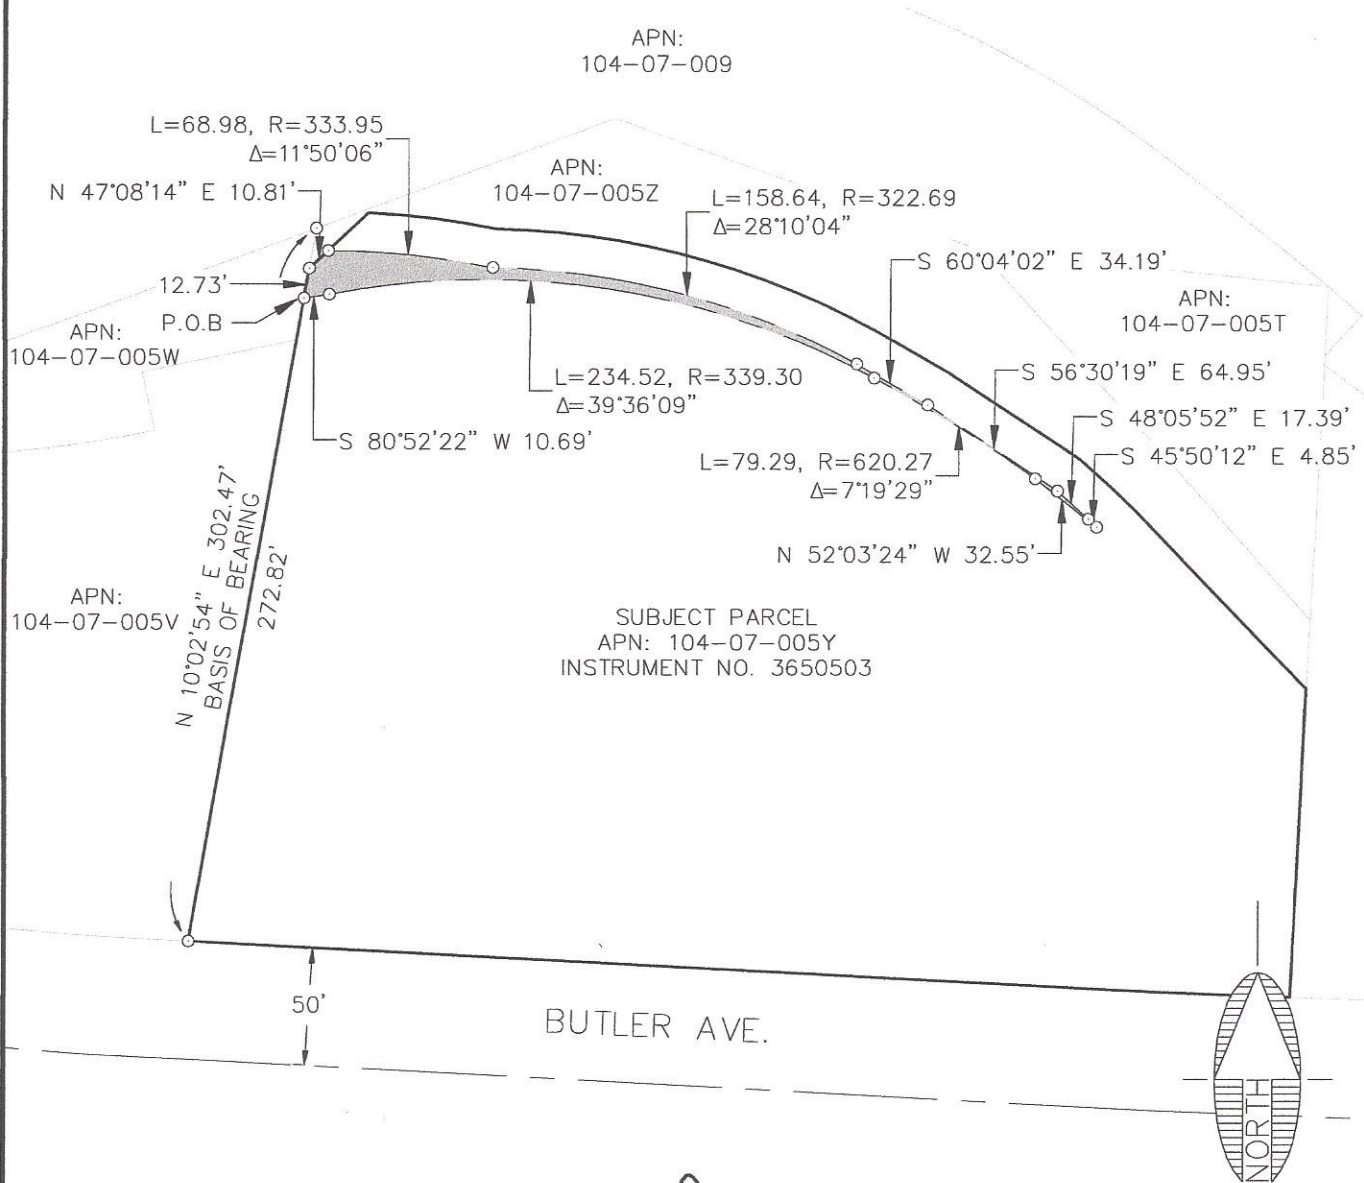 APN:
104-07-009
L=68.98, R=333.95
Δ=11°50'06"
APN:
104-07-005Z
N 47°08'14" E 10.81'
L=158.64, R=322.69
Δ=28°10'04"
S 60°04'02" E 34.19'
12.73'
P.O.B
APN:
104-07-005W
APN:
104-07-005T
L=234.52, R=339.30
Δ=39°36'09"
S 56°30'19" E 64.95'
S 48°05'52" E 17.39'
S 80°52'22" W 10.69'
S 45°50'12" E 4.85'
L=79.29, R=620.27
Δ=7°19'29"
N 52°03'24" W 32.55'
N 10°02'54" E 302.47'
BASIS OF BEARING
272.82'
APN:
104-07-005V
SUBJECT PARCEL
APN: 104-07-005Y
INSTRUMENT NO. 3650503
50'
BUTLER AVE.
NORTH